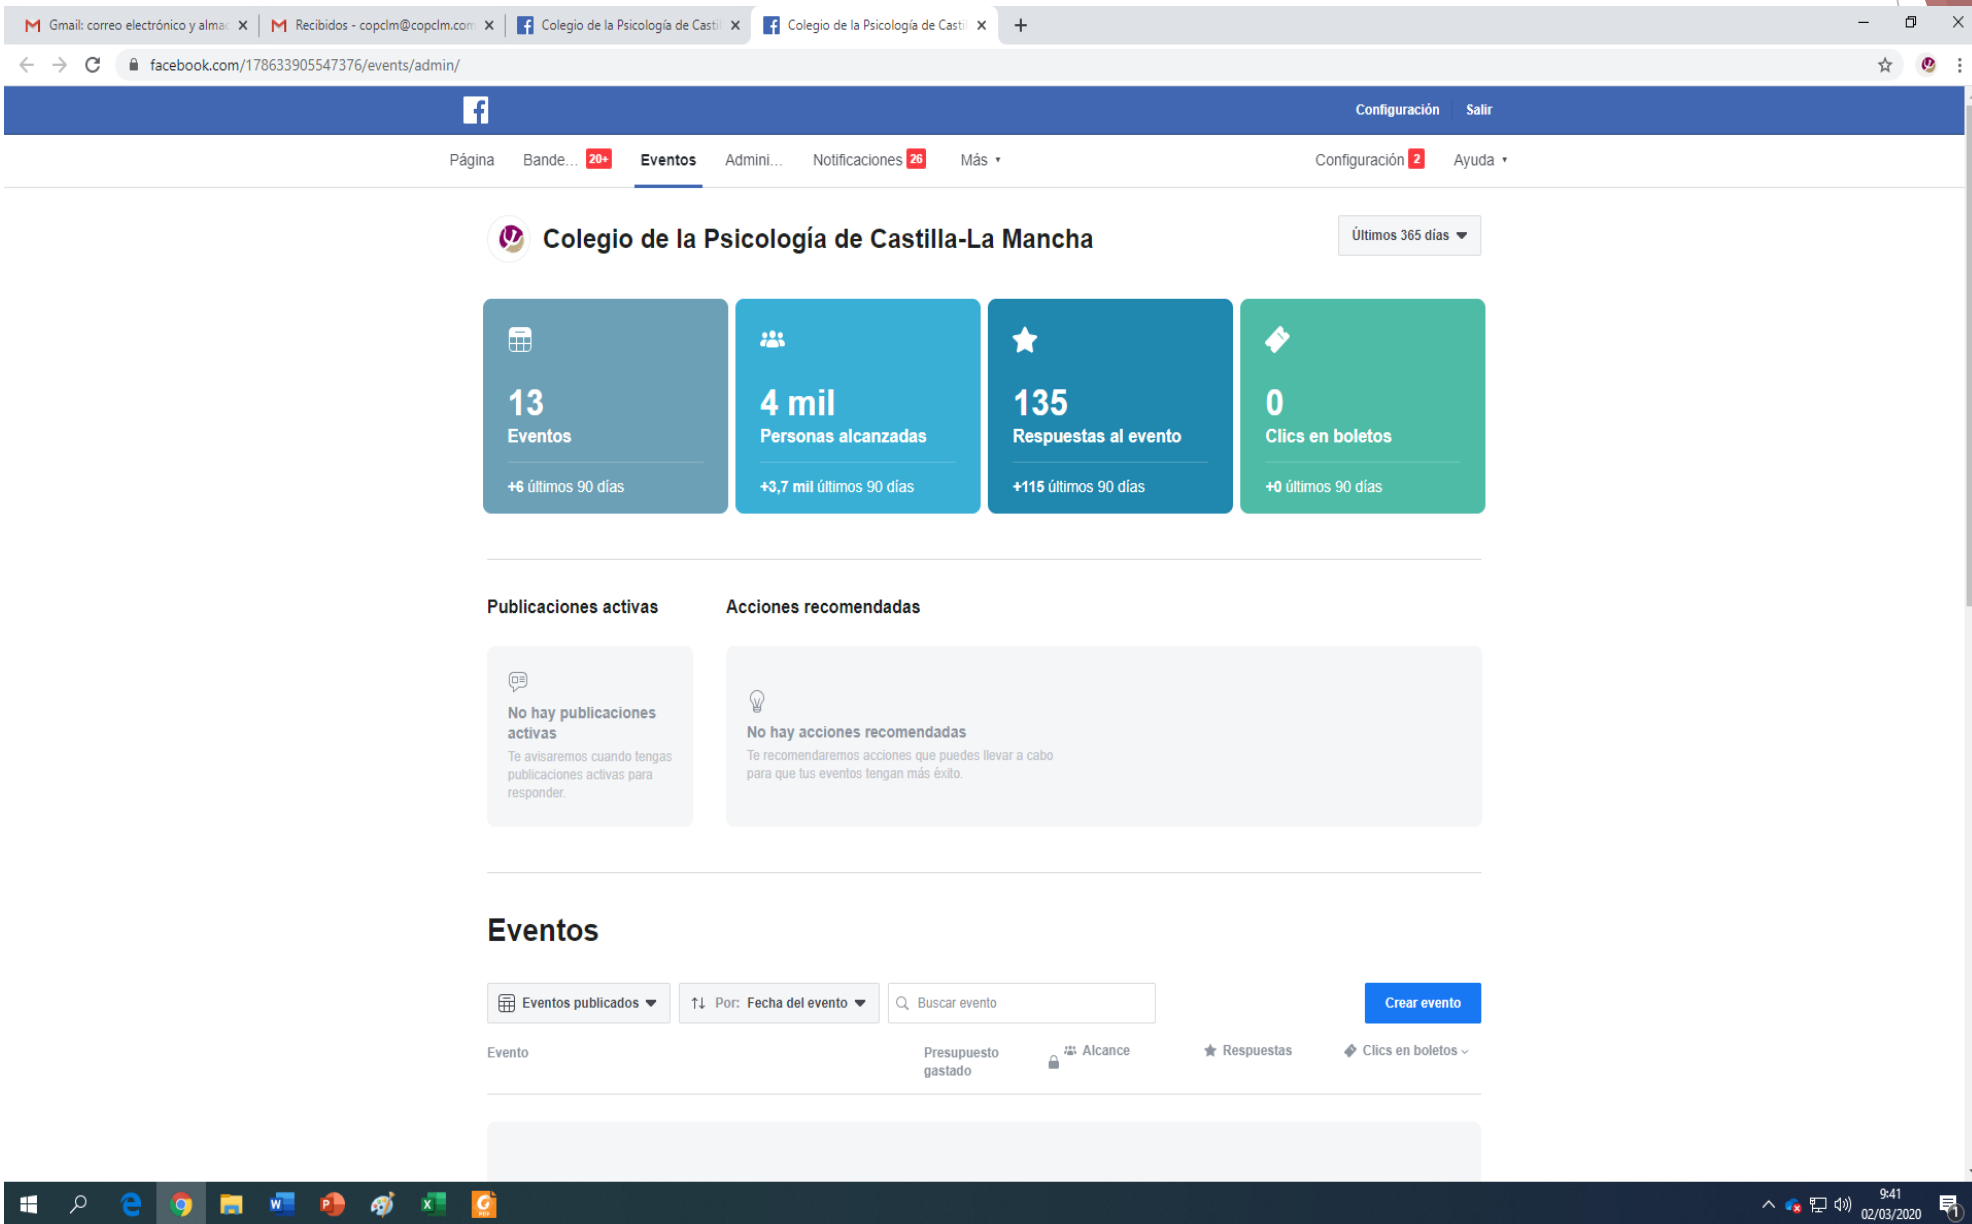 Gmail: correo electrónico y almac
Recibidos - copclm@copclm.com
Colegio de la Psicología de Castil
Colegio de la Psicología de Casti
facebook.com/178633905547376/events/admin/
Configuración Salir
Página Bande... 20+ Eventos Admini... Notificaciones 26 Más Configuración 2 Ayuda
Colegio de la Psicología de Castilla-La Mancha
Últimos 365 días
13
Eventos
+6 últimos 90 días
4 mil
Personas alcanzadas
+3,7 mil últimos 90 días
135
Respuestas al evento
+115 últimos 90 días
0
Clics en boletos
+0 últimos 90 días
Publicaciones activas
Acciones recomendadas
No hay publicaciones
activas
Te avisaremos cuando tengas
publicaciones activas para
responder.
No hay acciones recomendadas
Te recomendaremos acciones que puedes llevar a cabo
para que tus eventos tengan más éxito.
Eventos
Eventos publicados
Por: Fecha del evento
Buscar evento
Crear evento
Evento
Presupuesto
gastado
Alcance
Respuestas
Clics en boletos
9:41
02/03/2020
1